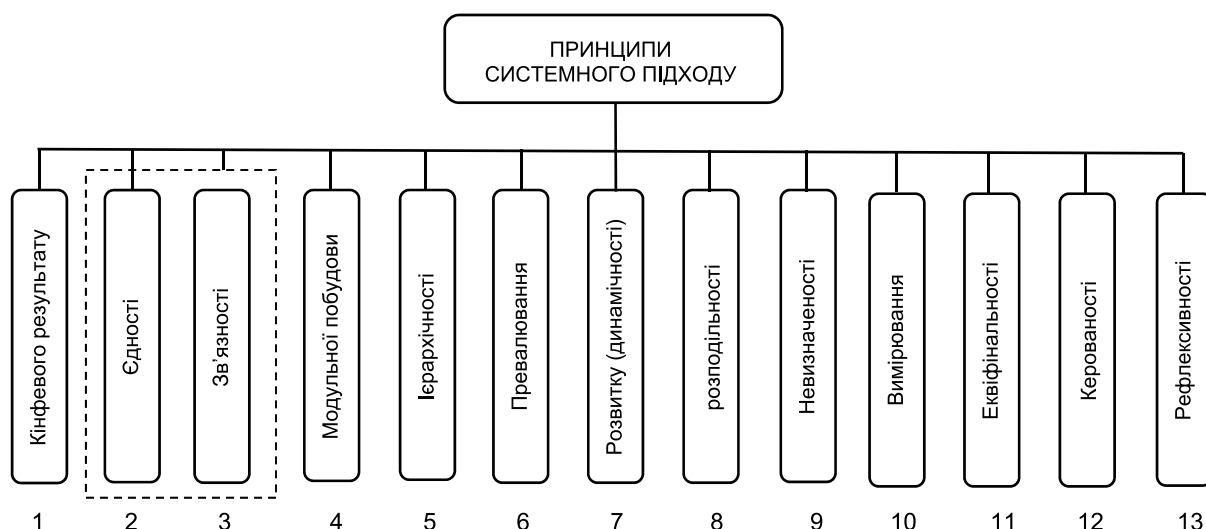 ПРИНЦИПИ
СИСТЕМНОГО ПІДХОДУ
Кінфевого результату
Єдності
Зв’язності
Модульної побудови
Ієрархічності
Превалювання
Розвитку (динамічності)
розподільності
Невизначеності
Вимірювання
Еквіфінальності
Керованості
Рефлексивності
1 2 3 4 5 6 7 8 9 10 11 12 13